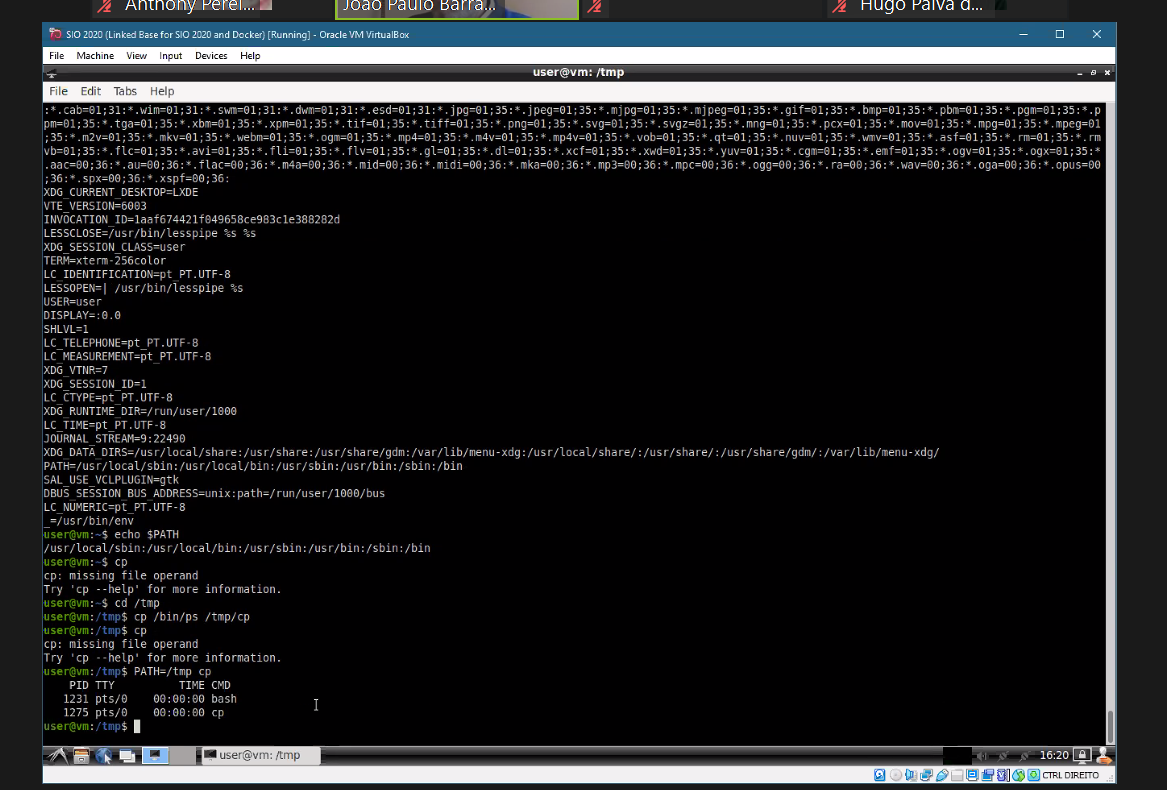 Anthony Perei...
João Paulo Barra...
Hugo Paiva d...
SIO 2020 (Linked Base for SIO 2020 and Docker) [Running] - Oracle VM VirtualBox
File Machine View Input Devices Help
user@vm: /tmp
File Edit Tabs Help
:*.cab=01;31:*.wim=01;31:*.swm=01;31:*.dwm=01;31:*.esd=01;31:*.jpg=01;35:*.jpeg=01;35:*.mjpg=01;35:*.mjpeg=01;35:*.gif=01;35:*.bmp=01;35:*.pbm=01;35:*.pgm=01;35:*.p
pm=01;35:*.tga=01;35:*.xbm=01;35:*.xpm=01;35:*.tif=01;35:*.tiff=01;35:*.png=01;35:*.svg=01;35:*.svgz=01;35:*.mng=01;35:*.pcx=01;35:*.mov=01;35:*.mpg=01;35:*.mpeg=01
;35:*.m2v=01;35:*.mkv=01;35:*.webm=01;35:*.ogm=01;35:*.mp4=01;35:*.m4v=01;35:*.mp4v=01;35:*.vob=01;35:*.qt=01;35:*.nuv=01;35:*.wmv=01;35:*.asf=01;35:*.rm=01;35:*.rm
vb=01;35:*.flc=01;35:*.avi=01;35:*.fli=01;35:*.flv=01;35:*.gl=01;35:*.dl=01;35:*.xcf=01;35:*.xwd=01;35:*.yuv=01;35:*.cgm=01;35:*.emf=01;35:*.ogv=01;35:*.ogx=01;35:*
.aac=00;36:*.au=00;36:*.flac=00;36:*.m4a=00;36:*.mid=00;36:*.midi=00;36:*.mka=00;36:*.mp3=00;36:*.mpc=00;36:*.ogg=00;36:*.ra=00;36:*.wav=00;36:*.oga=00;36:*.opus=00
;36:*.spx=00;36:*.xspf=00;36:
XDG_CURRENT_DESKTOP=LXDE
VTE_VERSION=6003
INVOCATION_ID=1aaf674421f049658ce983c1e388282d
LESSCLOSE=/usr/bin/lesspipe %s %s
XDG_SESSION_CLASS=user
TERM=xterm-256color
LC_IDENTIFICATION=pt_PT.UTF-8
LESSOPEN=| /usr/bin/lesspipe %s
USER=user
DISPLAY=:0.0
SHLVL=1
LC_TELEPHONE=pt_PT.UTF-8
LC_MEASUREMENT=pt_PT.UTF-8
XDG_VTNR=7
XDG_SESSION_ID=1
LC_CTYPE=pt_PT.UTF-8
XDG_RUNTIME_DIR=/run/user/1000
LC_TIME=pt_PT.UTF-8
JOURNAL_STREAM=9:22490
XDG_DATA_DIRS=/usr/local/share:/usr/share:/usr/share/gdm:/var/lib/menu-xdg:/usr/local/share/:/usr/share/:/usr/share/gdm/:/var/lib/menu-xdg/
PATH=/usr/local/sbin:/usr/local/bin:/usr/sbin:/usr/bin:/sbin:/bin
SAL_USE_VCLPLUGIN=gtk
DBUS_SESSION_BUS_ADDRESS=unix:path=/run/user/1000/bus
LC_NUMERIC=pt_PT.UTF-8
_=/usr/bin/env
user@vm:~$ echo $PATH
/usr/local/sbin:/usr/local/bin:/usr/sbin:/usr/bin:/sbin:/bin
user@vm:~$ cp
cp: missing file operand
Try 'cp --help' for more information.
user@vm:~$ cd /tmp
user@vm:/tmp$ cp /bin/ps /tmp/cp
user@vm:/tmp$ cp
cp: missing file operand
Try 'cp --help' for more information.
user@vm:/tmp$ PATH=/tmp cp
PID TTY TIME CMD
1231 pts/0 00:00:00 bash
1275 pts/0 00:00:00 cp
user@vm:/tmp$
user@vm: /tmp
16:20
CTRL DIREITO